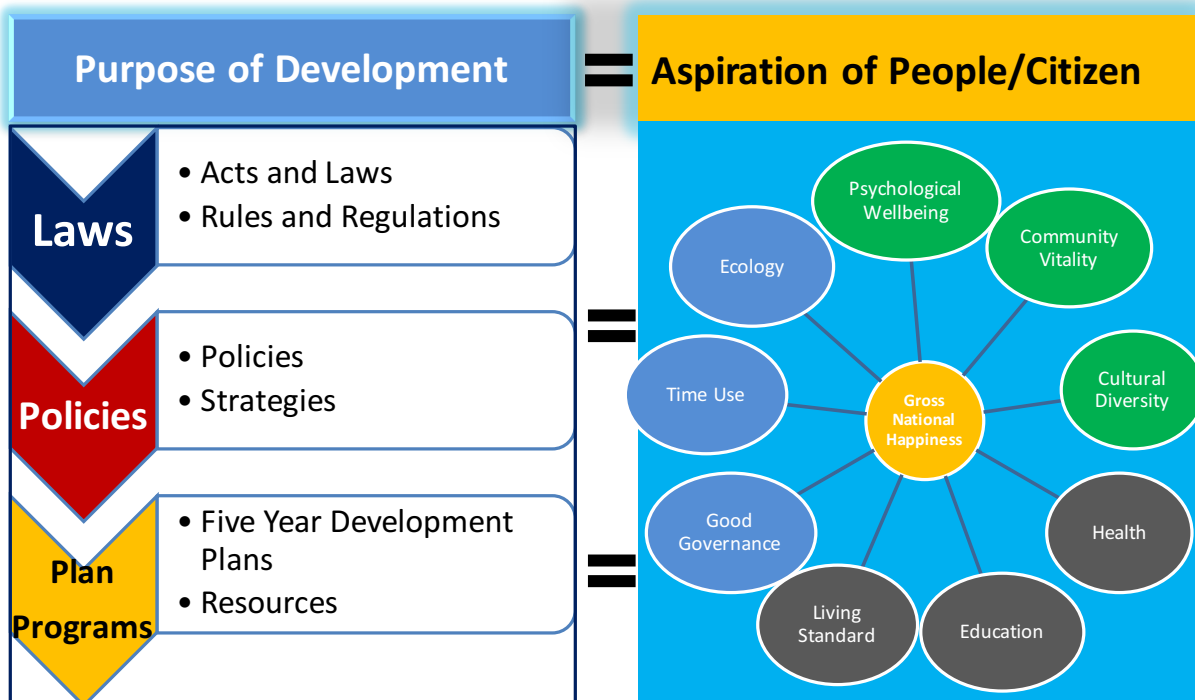 Purpose of Development
=
Aspiration of People/Citizen
Laws
• Acts and Laws
• Rules and Regulations
=
Policies
• Policies
• Strategies
=
Plan
Programs
• Five Year Development
Plans
• Resources
Psychological
Wellbeing
Community
Vitality
Cultural
Diversity
Health
Education
Living
Standard
Good
Governance
Time Use
Ecology
Gross
National
Happiness